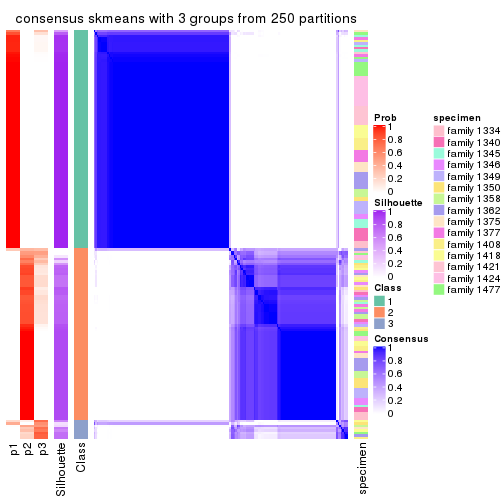 consensus skmeans with 3 groups from 250 partitions
p1
p2
p3
Silhouette
Class
specimen
Prob
1
0.8
0.6
0.4
0.2
0
Silhouette
1
0.8
0.6
0.4
0.2
0
Class
1
2
3
Consensus
1
0.8
0.6
0.4
0.2
0
specimen
family 1334
family 1340
family 1345
family 1346
family 1349
family 1350
family 1358
family 1362
family 1375
family 1377
family 1408
family 1418
family 1421
family 1424
family 1477